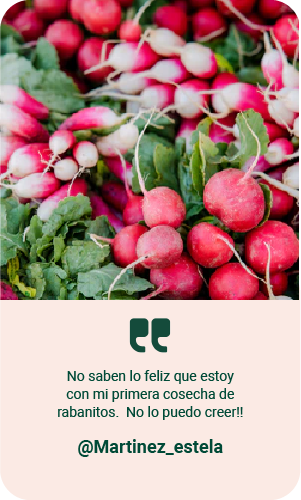 No saben lo feliz que estoy
con mi primera cosecha de
rabanitos.  No lo puedo creer!!
@Martinez_estela